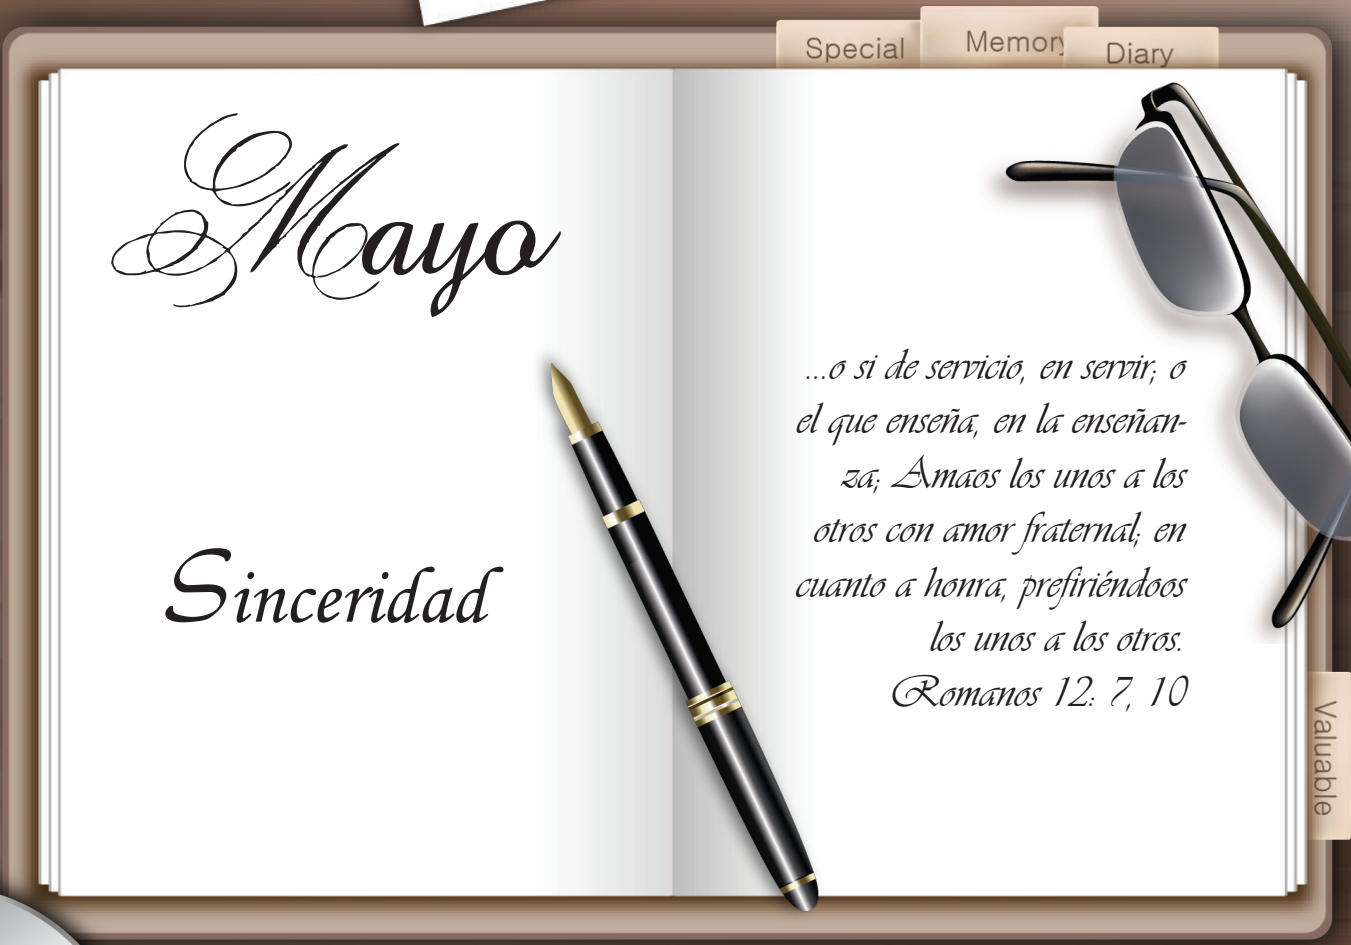 Special
Memory
Diary
Mayo
Sinceridad
...o si de servicio, en servir; o
el que enseña, en la enseñan-
za; Amaos los unos a los
otros con amor fraternal; en
cuanto a honra, prefiriéndoos
los unos a los otros.
Romanos 12: 7, 10
Valuable